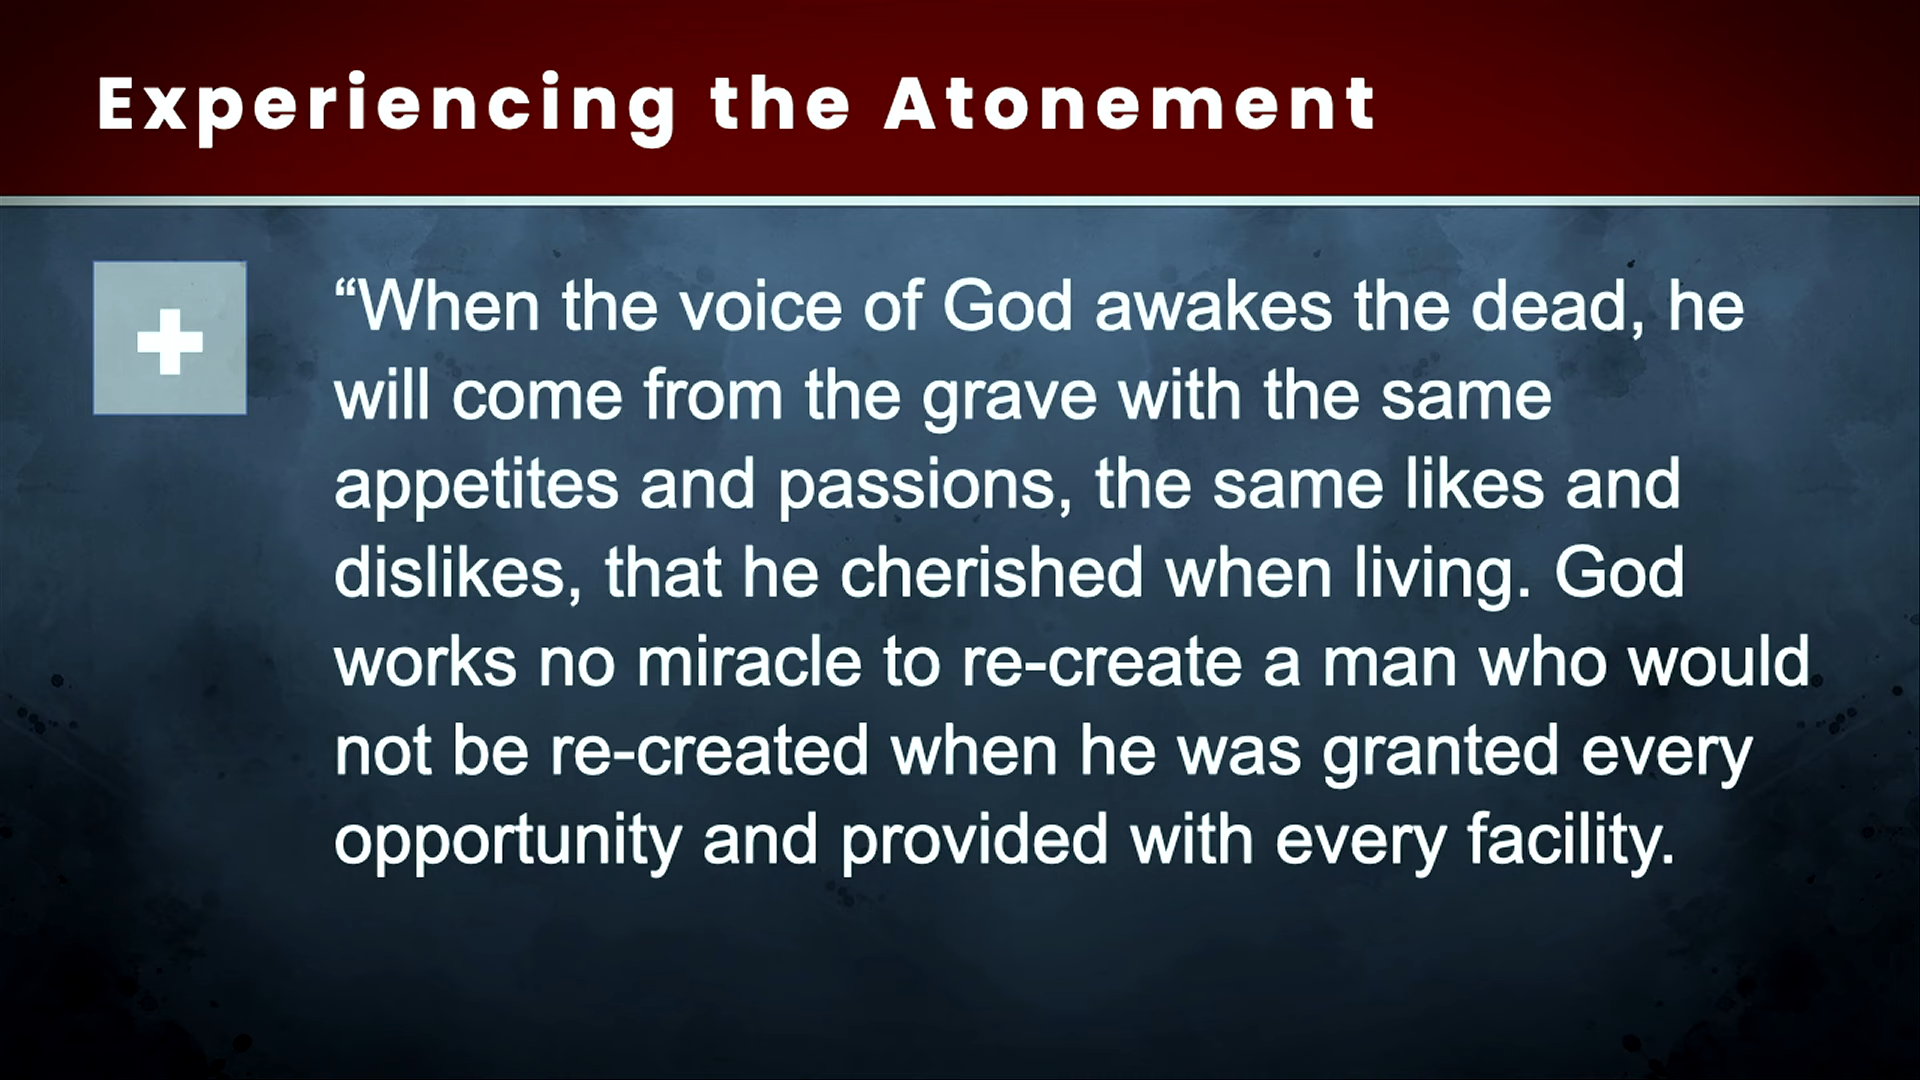 Experiencing the Atonement
“When the voice of God awakes the dead, he
will come from the grave with the same
appetites and passions, the same likes and
dislikes, that he cherished when living. God
works no miracle to re-create a man who would
not be re-created when he was granted every
opportunity and provided with every facility.